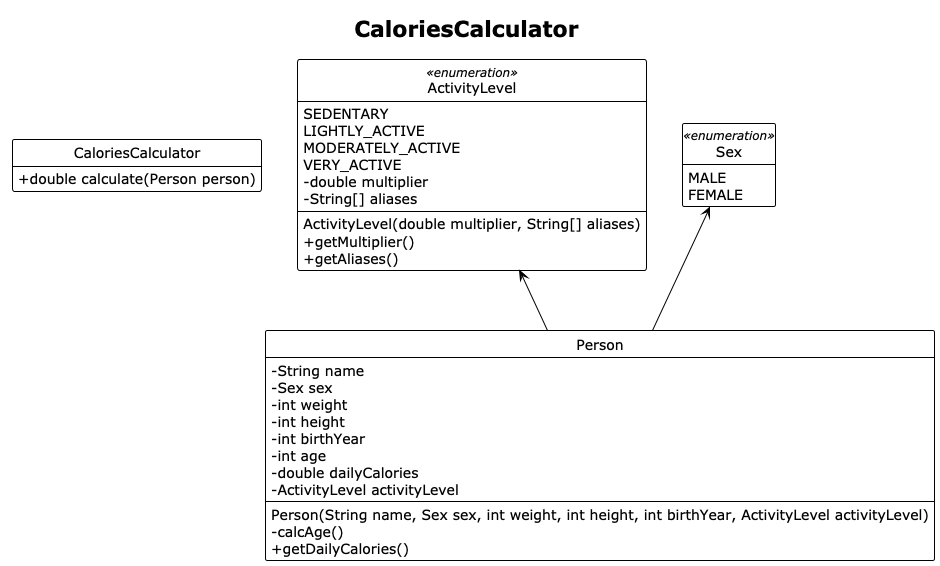 CaloriesCalculator
CaloriesCalculator
+double calculate(Person person)
«enumeration»
ActivityLevel
SEDENTARY
LIGHTLY_ACTIVE
MODERATELY_ACTIVE
VERY_ACTIVE
-double multiplier
-String[] aliases
ActivityLevel(double multiplier, String[] aliases)
+getMultiplier()
+getAliases()
«enumeration»
Sex
MALE
FEMALE
Person
-String name
-Sex sex
-int weight
-int height
-int birthYear
-int age
-double dailyCalories
-ActivityLevel activityLevel
Person(String name, Sex sex, int weight, int height, int birthYear, ActivityLevel activityLevel)
-calcAge()
+getDailyCalories()